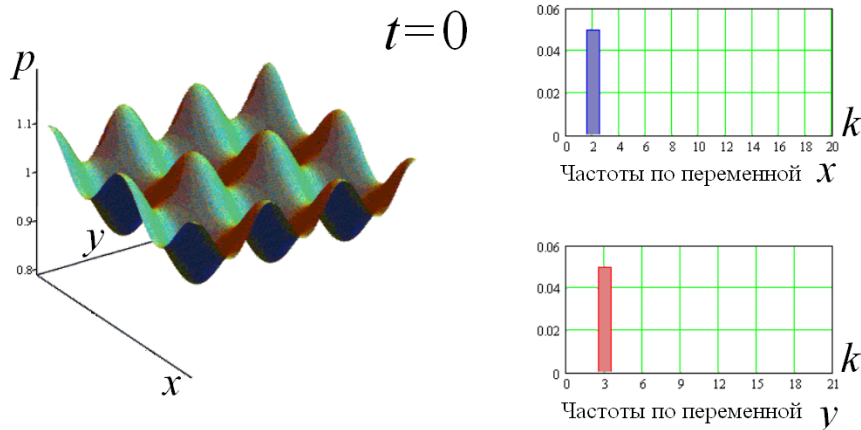 t=0
p
1.1
1
0.9
0.8
y
x
0.06
0.04
0.02
0
0 2 4 6 8 10 12 14 16 18 20
k
Частоты по переменной x
0.06
0.04
0.02
0
0 3 6 9 12 15 18 21
k
Частоты по переменной y